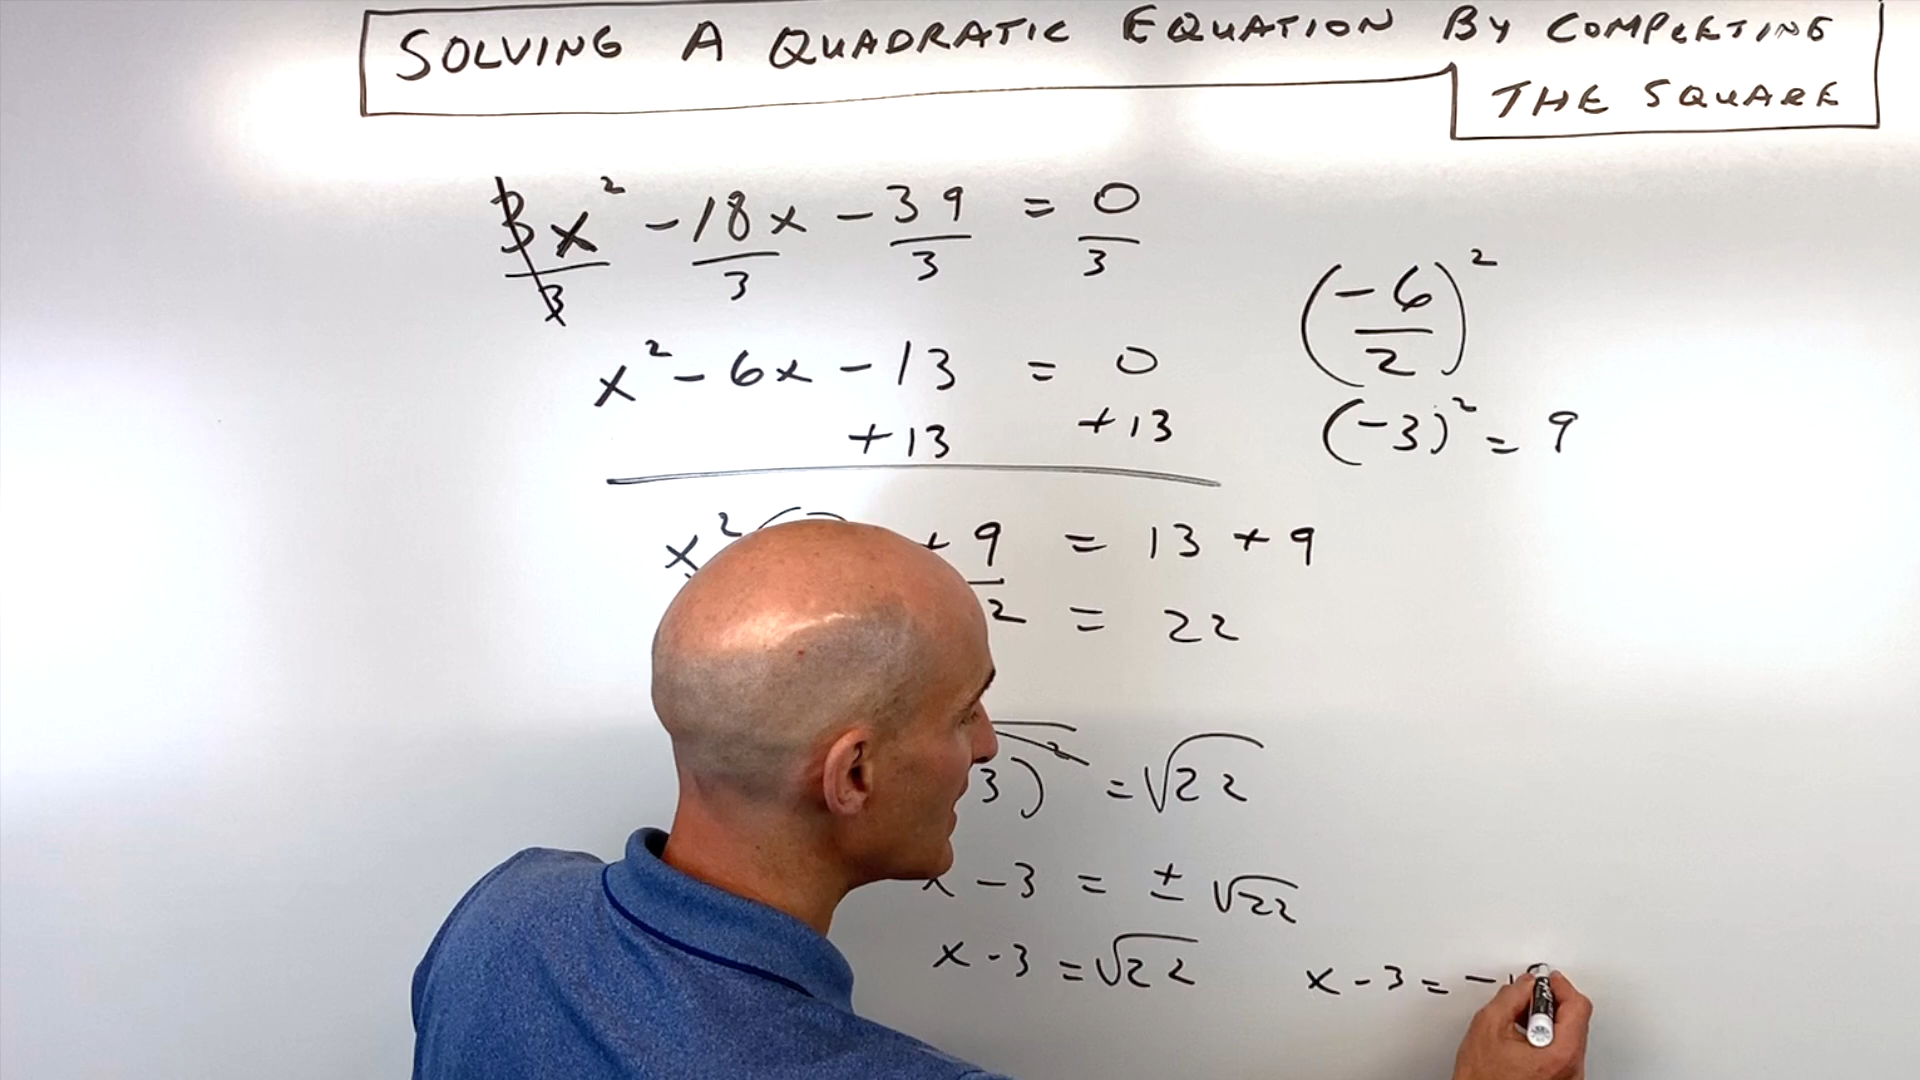 SOLVING A QUADRATIC EQUATION BY COMPLETING
THE SQUARE
3x² - 18x - 39 = 0
3 3 3 3
(-6/2)²
x² - 6x - 13 = 0
+13 +13
(-3)² = 9
x² + 9 = 13 + 9
2 = 22
3)² = √22
x - 3 = ± √22
x - 3 = √22 x - 3 = -